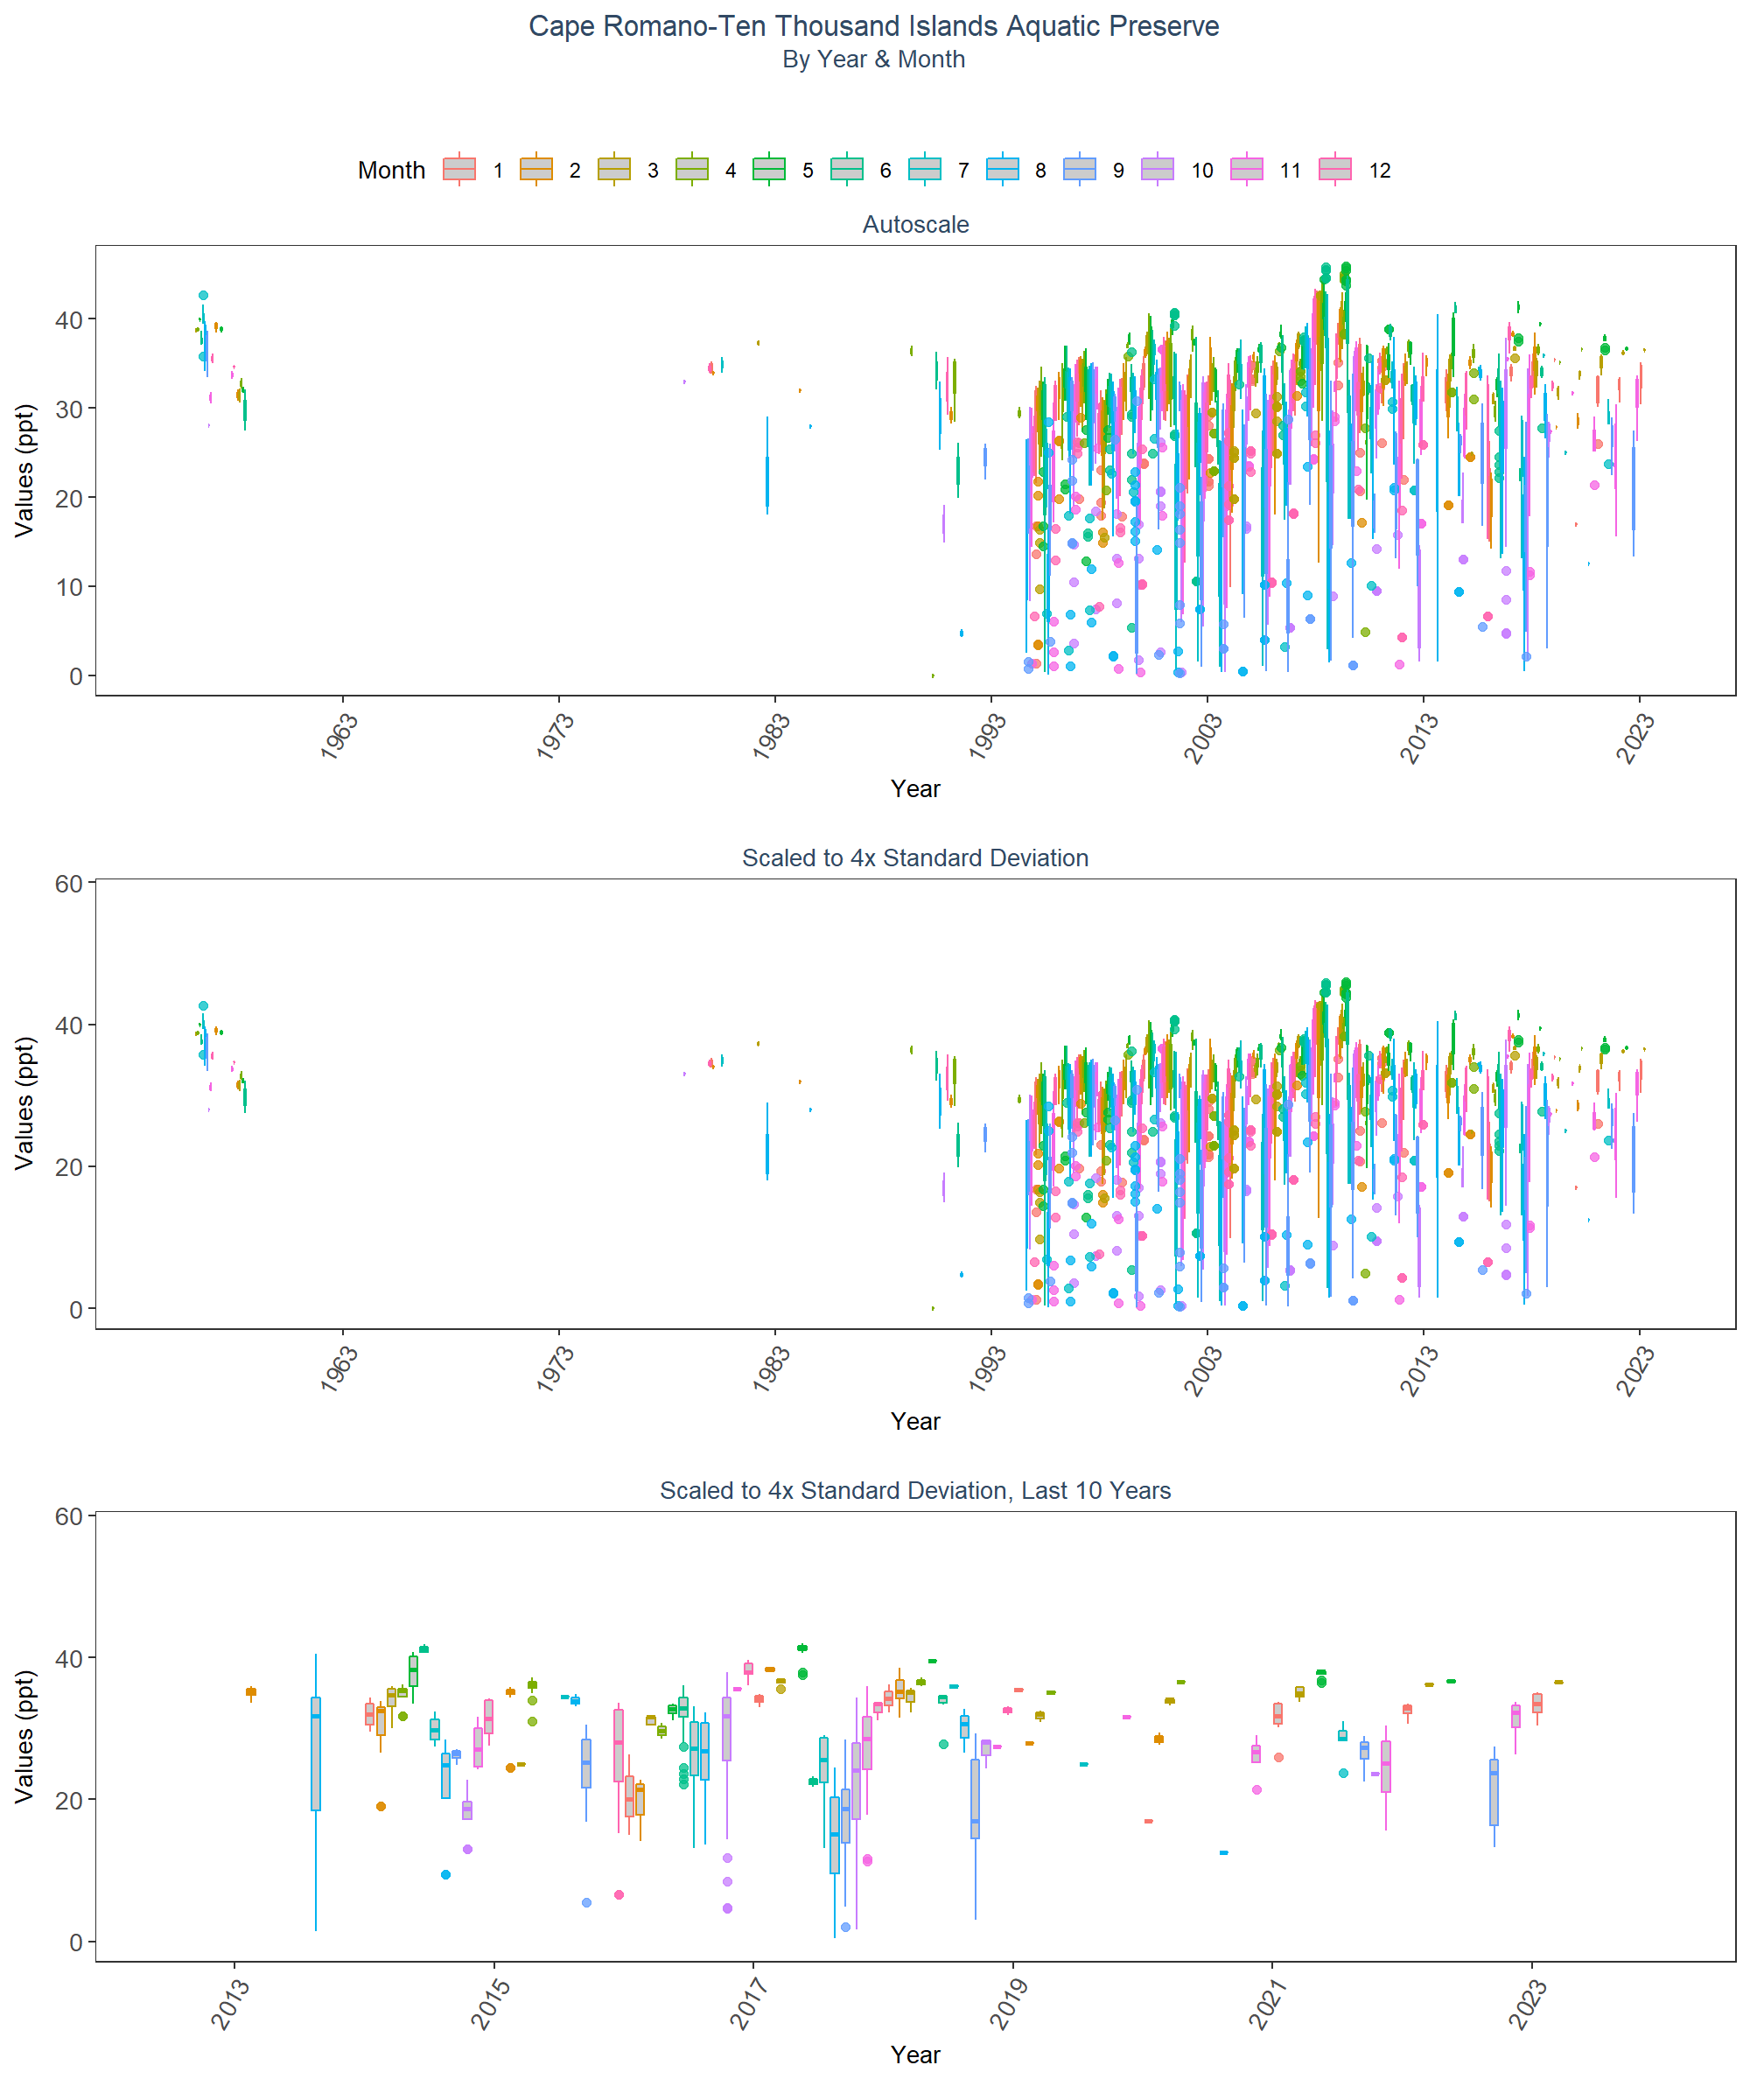 Cape Romano-Ten Thousand Islands Aquatic Preserve
By Year & Month
Month 1 2 3 4 5 6 7 8 9 10 11 12
Autoscale
Values (ppt)
40
30
20
10
0
1963 1973 1983 1993 2003 2013 2023
Year
Scaled to 4x Standard Deviation
Values (ppt)
60
40
20
0
1963 1973 1983 1993 2003 2013 2023
Year
Scaled to 4x Standard Deviation, Last 10 Years
Values (ppt)
60
40
20
0
2013 2015 2017 2019 2021 2023
Year